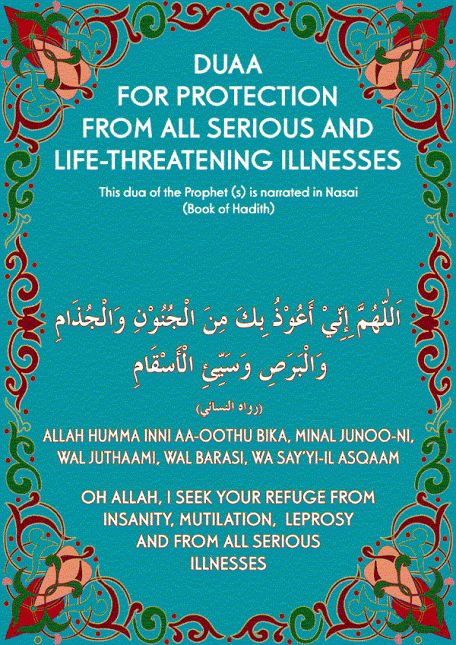 DUAA
FOR PROTECTION
FROM ALL SERIOUS AND
LIFE-THREATENING ILLNESSES
This dua of the Prophet (s) is narrated in Nasai
(Book of Hadith)
اَللّٰهُمَّ إِنِّيْ أَعُوْذُ بِكَ مِنَ الْجُنُوْنِ وَالْجُذَامِ
وَالْبَرَصِ وَسَيِّئِ الْأَسْقَامِ
(رواه النسائي)
ALLAH HUMMA INNI AA-OOTHU BIKA, MINAL JUNOO-NI,
WAL JUTHAAMI, WAL BARASI, WA SAY'YI-IL ASQAAM
OH ALLAH, I SEEK YOUR REFUGE FROM
INSANITY, MUTILATION, LEPROSY
AND FROM ALL SERIOUS
ILLNESSES